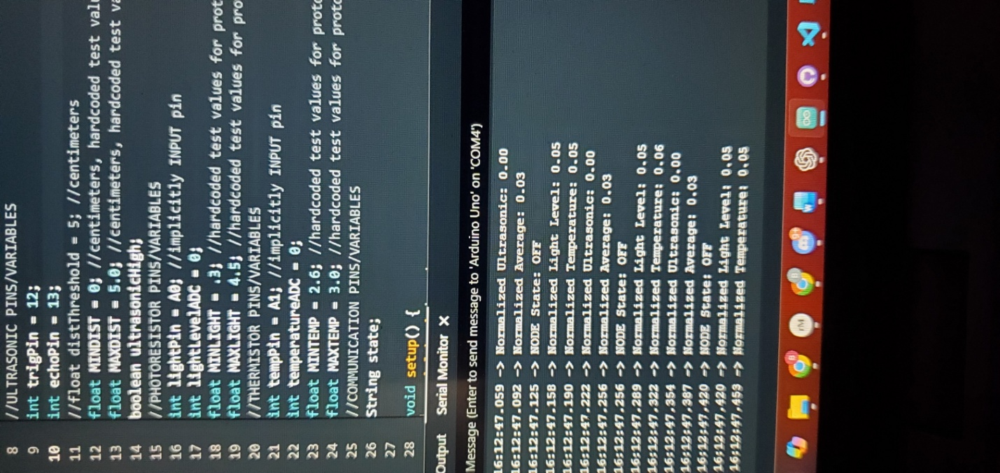 8 //ULTRASONIC PINS/VARIABLES
9 int trigPin = 12;
10 int echoPin = 13;
11 //float distThreshold = 5; //centimeters
12 float MINDIST = 0; //centimeters, hardcoded test
13 float MAXDIST = 5.0; //centimeters, hardcoded test
14 boolean ultrasonicHigh;
15 //PHOTORESISTOR PINS/VARIABLES
16 int lightPin = A0; //implicitly INPUT pin
17 int lightLevelADC = 0;
18 float MINLIGHT = .3; //hardcoded test values for
19 float MAXLIGHT = 4.5; //hardcoded test values for
20 //THERMISTOR PINS/VARIABLES
21 int tempPin = A1; //implicitly INPUT pin
22 int temperatureADC = 0;
23 float MINTEMP = 2.6; //hardcoded test values for
24 float MAXTEMP = 3.0; //hardcoded test values for
25 //COMMUNICATION PINS/VARIABLES
26 String state;
27
28 void setup() {
Output Serial Monitor ×
Message (Enter to send message to 'Arduino Uno' on 'COM4')
16:12:47.059 -> Normalized Ultrasonic: 0.00
16:12:47.092 -> Normalized Average: 0.03
16:12:47.125 -> NODE State: OFF
16:12:47.158 -> Normalized Light Level: 0.05
16:12:47.190 -> Normalized Temperature: 0.05
16:12:47.222 -> Normalized Ultrasonic: 0.00
16:12:47.256 -> Normalized Average: 0.03
16:12:47.256 -> NODE State: OFF
16:12:47.289 -> Normalized Light Level: 0.05
16:12:47.322 -> Normalized Temperature: 0.06
16:12:47.354 -> Normalized Ultrasonic: 0.00
16:12:47.387 -> Normalized Average: 0.03
16:12:47.420 -> NODE State: OFF
16:12:47.420 -> Normalized Light Level: 0.05
16:12:47.453 -> Normalized Temperature: 0.05